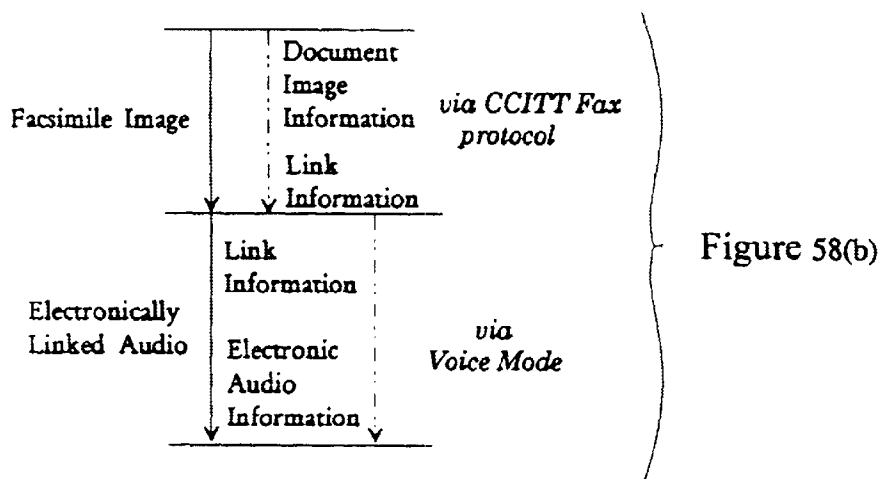 Facsimile Image
Document
Image
Information
Link
Information
via CCITT Fax
protocol
Electronically
Linked Audio
Link
Information
Electronic
Audio
Information
via
Voice Mode
Figure 58(b)